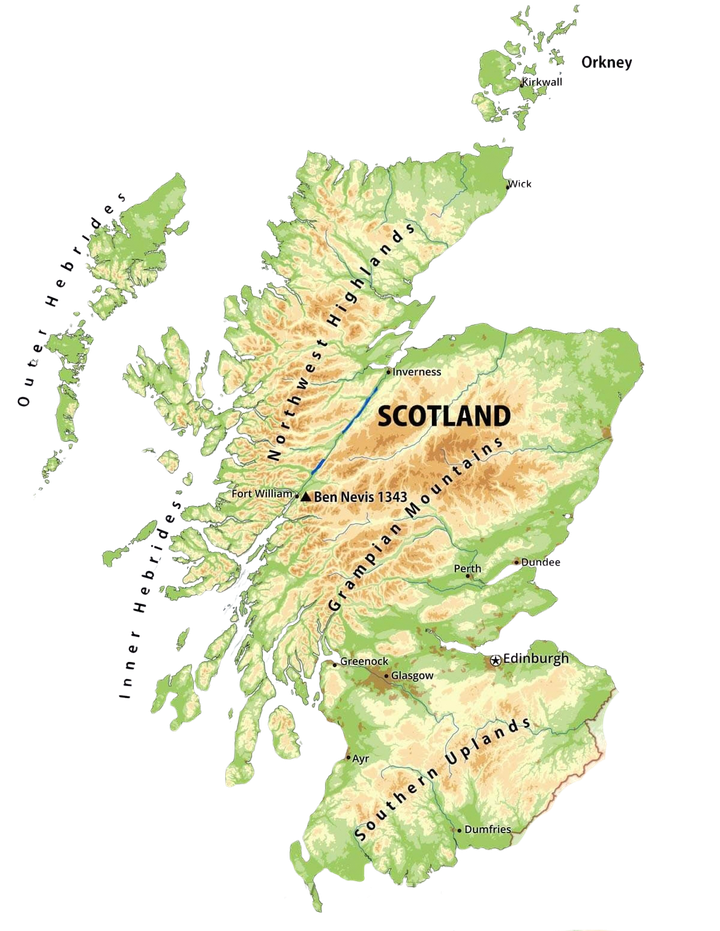 Orkney
Kirkwall
Wick
Outer Hebrides
Northwest Highlands
Inverness
SCOTLAND
Grampian Mountains
Fort William
Ben Nevis 1343
Inner Hebrides
Perth
Dundee
Greenock
Edinburgh
Glasgow
Southern Uplands
Ayr
Dumfries